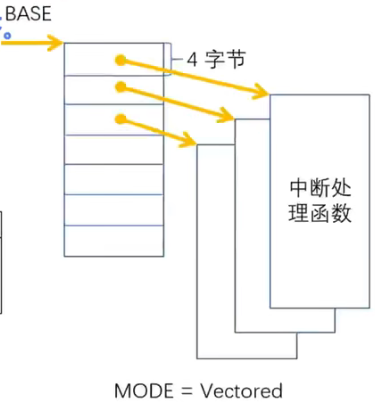 BASE
。
4 字节
中断处
理函数
MODE = Vectored